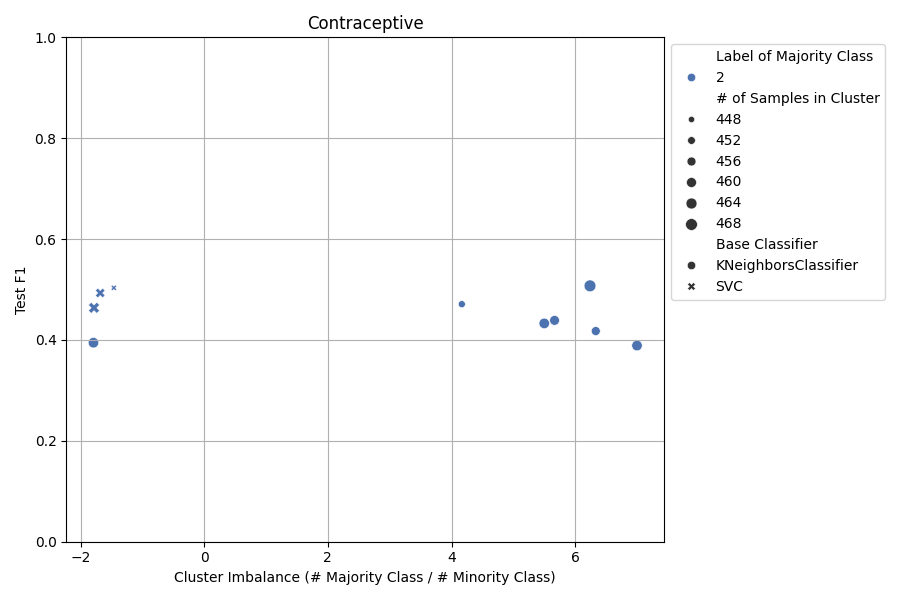 Contraceptive
Test F1
1.0
0.8
0.6
0.4
0.2
0.0
−2
0
2
4
6
Cluster Imbalance (# Majority Class / # Minority Class)
Label of Majority Class
2
# of Samples in Cluster
448
452
456
460
464
468
Base Classifier
KNeighborsClassifier
SVC